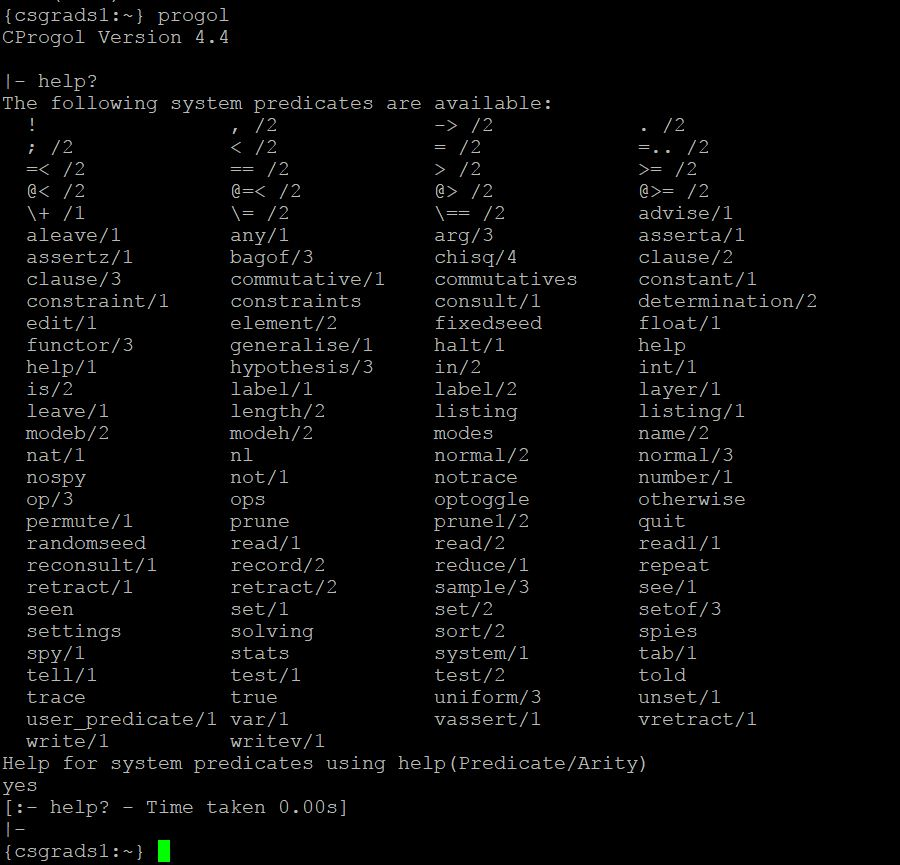 {csgrads1:~} progol
CProgol Version 4.4
|- help?
The following system predicates are available:
! , /2 -> /2 . /2
; /2 < /2 = /2 =.. /2
=< /2 == /2 > /2 >= /2
@< /2 @=< /2 @> /2 @>= /2
\+ /1 \= /2 \== /2 advise/1
aleave/1 any/1 arg/3 asserta/1
assertz/1 bagof/3 chisq/4 clause/2
clause/3 commutative/1 commutatives constant/1
constraint/1 constraints consult/1 determination/2
edit/1 element/2 fixedseed float/1
functor/3 generalise/1 halt/1 help
help/1 hypothesis/3 in/2 int/1
is/2 label/1 label/2 layer/1
leave/1 length/2 listing listing/1
modeb/2 modeh/2 modes name/2
nat/1 nl normal/2 normal/3
nospy not/1 notrace number/1
op/3 ops optoggle otherwise
permute/1 prune prune1/2 quit
randomseed read/1 read/2 read1/1
reconsult/1 record/2 reduce/1 repeat
retract/1 retract/2 sample/3 see/1
seen set/1 set/2 setof/3
settings solving sort/2 spies
spy/1 stats system/1 tab/1
tell/1 test/1 test/2 told
trace true uniform/3 unset/1
user_predicate/1 var/1 vassert/1 vretract/1
write/1 writev/1
Help for system predicates using help(Predicate/Arity)
yes
[:- help? - Time taken 0.00s]
|-
{csgrads1:~}